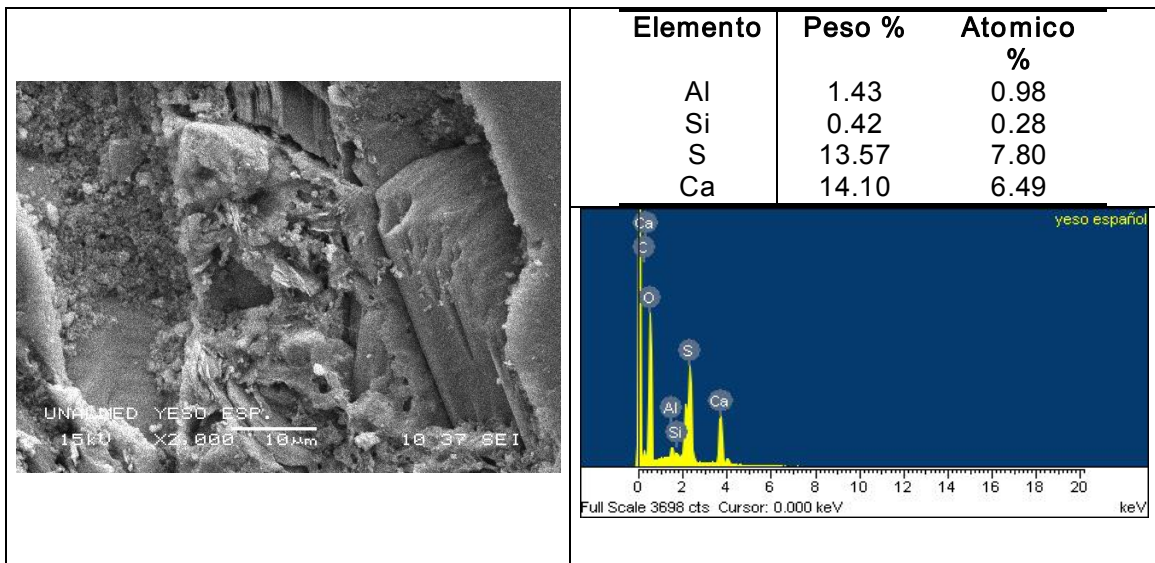 UNALMED YESO ESP.
15kU X2,000 10µm 10 37 SEI
Elemento Peso % Atomico
%
Al 1.43 0.98
Si 0.42 0.28
S 13.57 7.80
Ca 14.10 6.49
yeso español
Ca
C
O
S
Al
Si
Ca
0 2 4 6 8 10 12 14 16 18 20
Full Scale 3698 cts Cursor: 0.000 keV keV